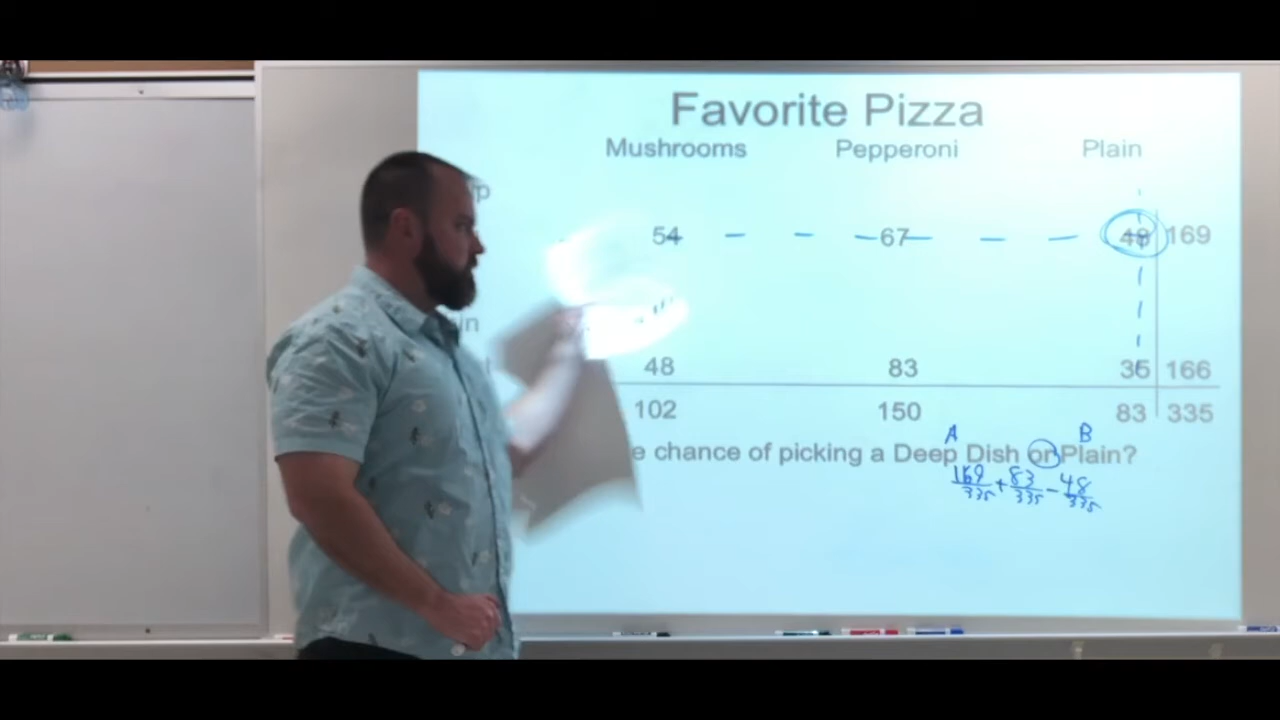 Favorite Pizza
Mushrooms Pepperoni Plain
54 67 48 169
48 83 35 166
102 150 83 335
A B
chance of picking a Deep Dish or Plain?
169/335 + 83/335 - 48/335